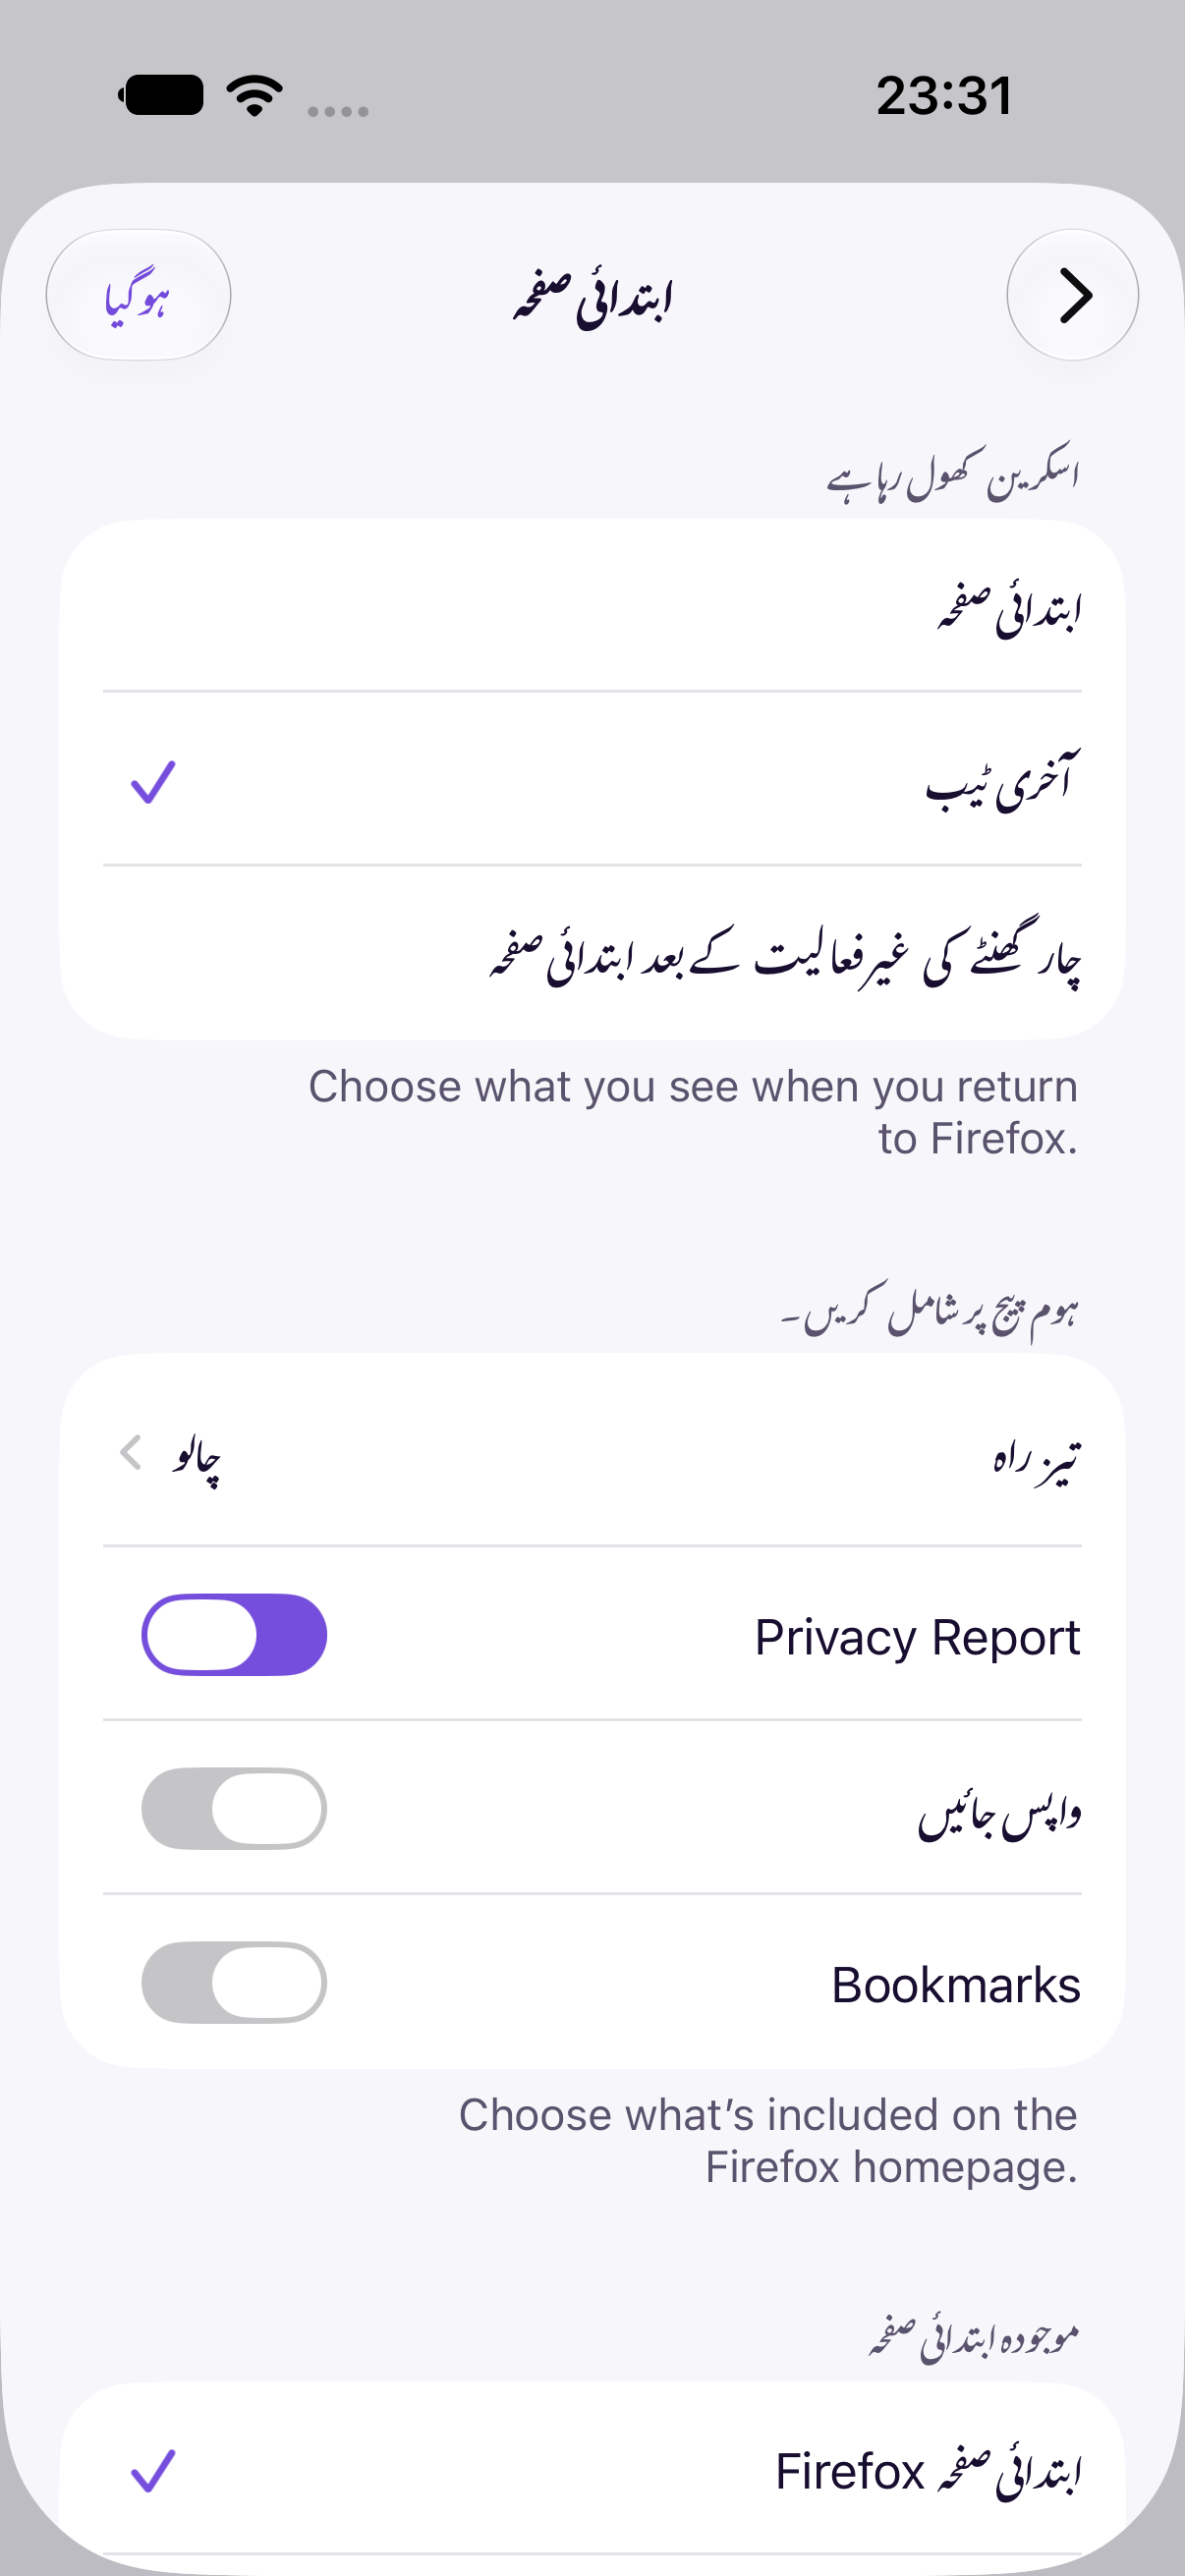 23:31
ابتدائی صفحہ
ہو گیا
اسکرین کھول رہا ہے
ابتدائی صفحہ
آخری ٹیب
چار گھنٹے کی غیر فعالیت کے بعد ابتدائی صفحہ
Choose what you see when you return
to Firefox.
ہوم پیج پر شامل کریں۔
تیز راہ
چالو
Privacy Report
واپس جائیں
Bookmarks
Choose what’s included on the
Firefox homepage.
موجودہ ابتدائی صفحہ
ابتدائی صفحہ Firefox